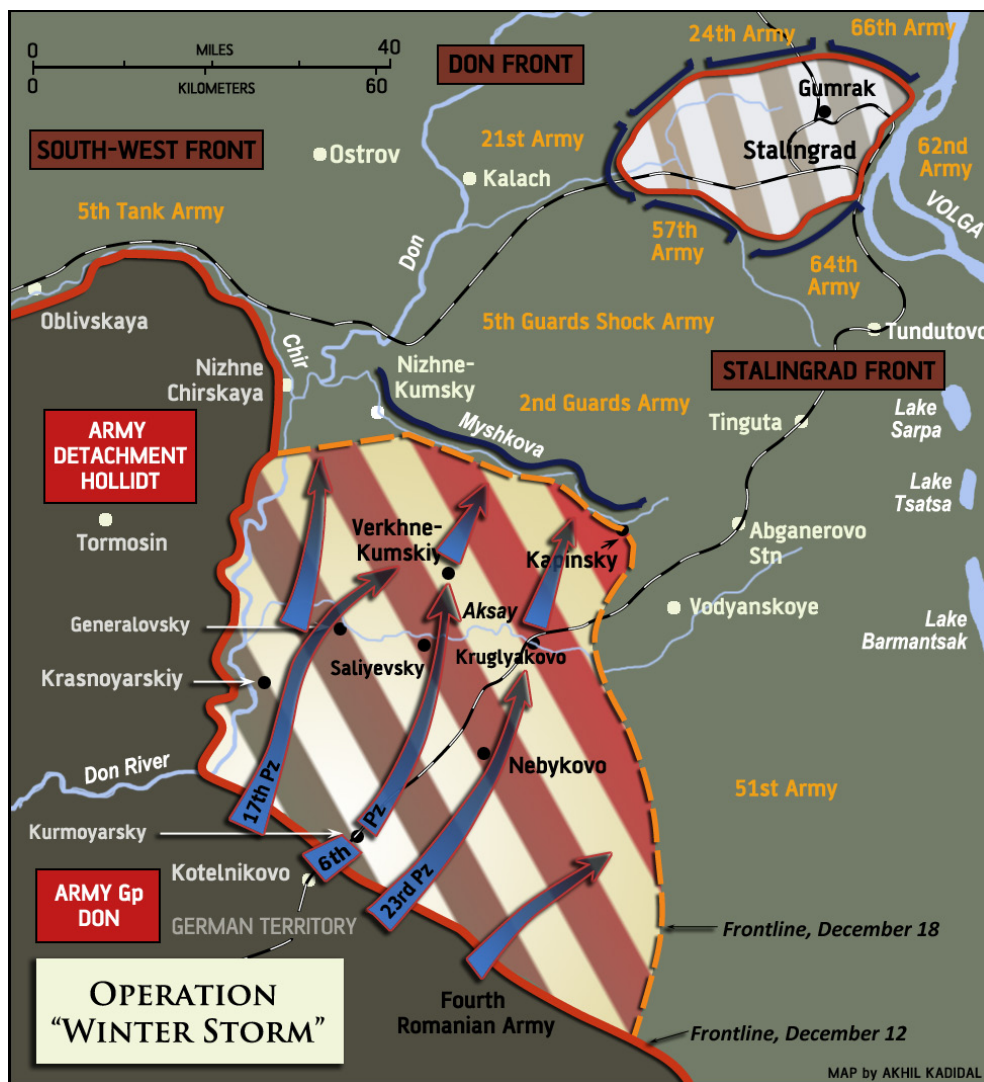 0
MILES
40
KILOMETERS
0
60
24th Army
66th Army
DON FRONT
Gumrak
Stalingrad
SOUTH-WEST FRONT
Ostrov
21st Army
62nd
Army
Kalach
VOLGA
5th Tank Army
Don
57th
Army
64th
Army
Oblivskaya
Chir
5th Guards Shock Army
Tundutovo
Nizhne
Chirskaya
Nizhne-
Kumsky
STALINGRAD FRONT
2nd Guards Army
Myshkova
Tinguta
Lake
Sarpa
ARMY
DETACHMENT
HOLLIDT
Lake
Tsatsa
Tormosin
Verkhne-
Kumskiy
Kapinsky
Abganerovo
Stn
Aksay
Vodyanskoye
Lake
Barmantsak
Generalovsky
Saliyevsky
Kruglyakovo
Krasnoyarskiy
Don River
Nebykovo
17th Pz
51st Army
Kurmoyarsky
6th
Pz
Kotelnikovo
23rd Pz
ARMY Gp
DON
GERMAN TERRITORY
Frontline, December 18
OPERATION
"WINTER STORM"
Fourth
Romanian Army
Frontline, December 12
MAP by AKHIL KADIDAL